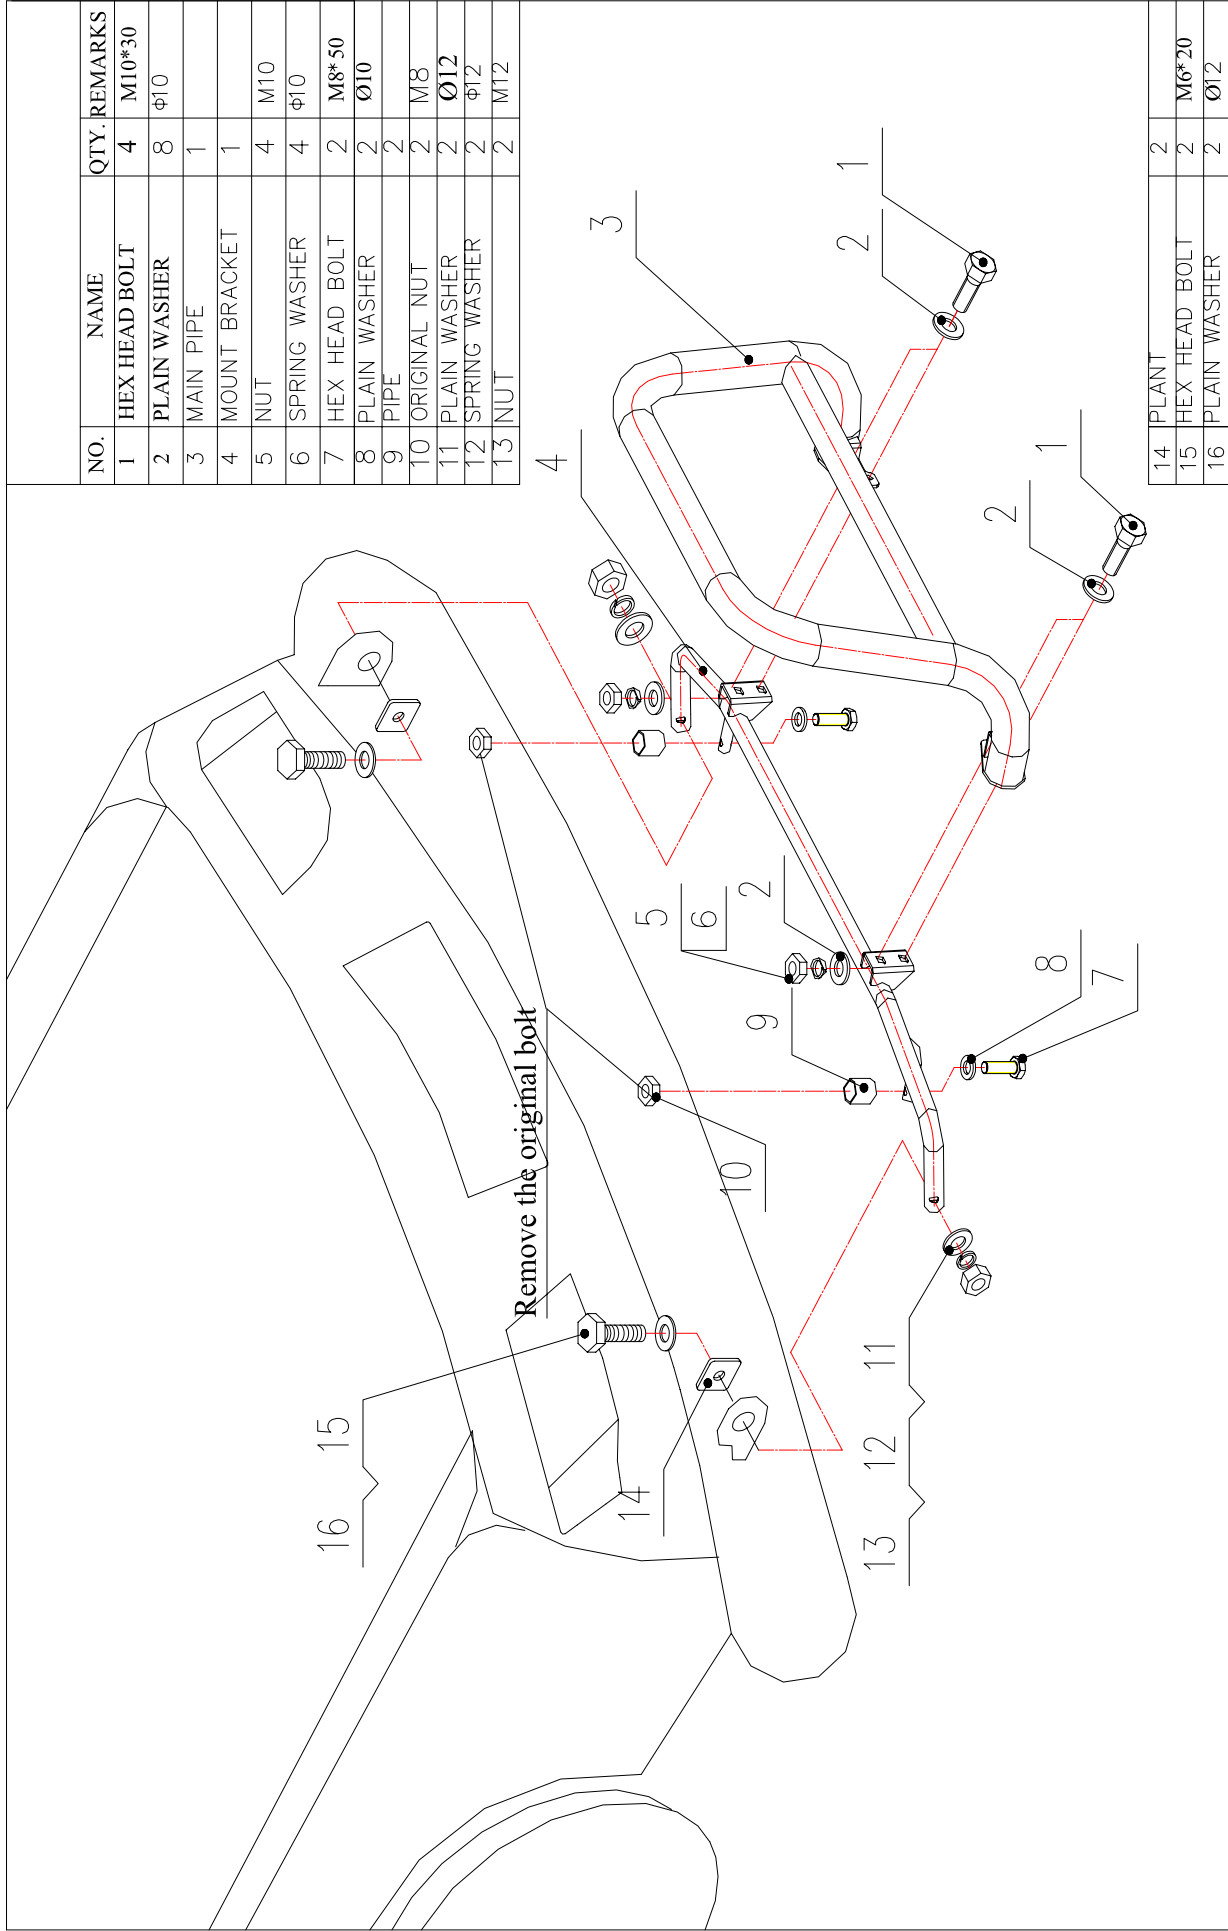 NO. NAME QTY. REMARKS
1 HEX HEAD BOLT 4 M10*30
2 PLAIN WASHER 8 Φ10
3 MAIN PIPE 1
4 MOUNT BRACKET 1
5 NUT 4 M10
6 SPRING WASHER 4 Φ10
7 HEX HEAD BOLT 2 M8*50
8 PLAIN WASHER 2 Ø10
9 PIPE 2
10 ORIGINAL NUT 2 M8
11 PLAIN WASHER 2 Ø12
12 SPRING WASHER 2 Φ12
13 NUT 2 M12
14 PLANT 2
15 HEX HEAD BOLT 2 M6*20
16 PLAIN WASHER 2 Ø12
16 15
Remove the original bolt
14
10
13 12 11
9
5
6
2
8
7
4
3
2
1
2
1